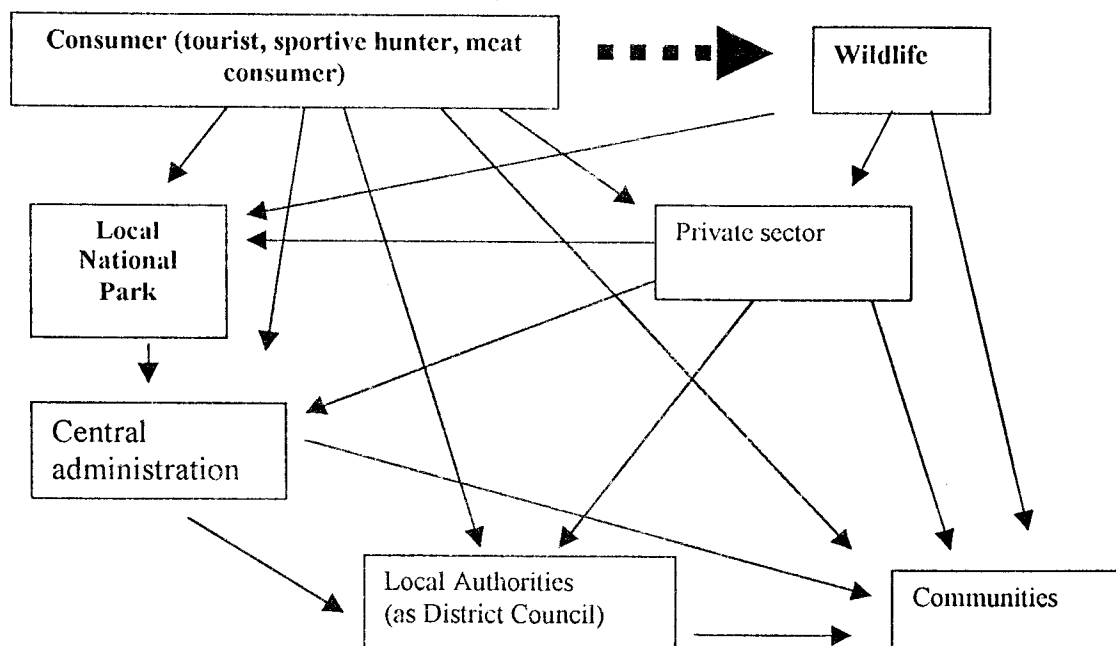 Consumer (tourist, sportive hunter, meat
consumer)
Wildlife
Local
National
Park
Private sector
Central
administration
Local Authorities
(as District Council)
Communities